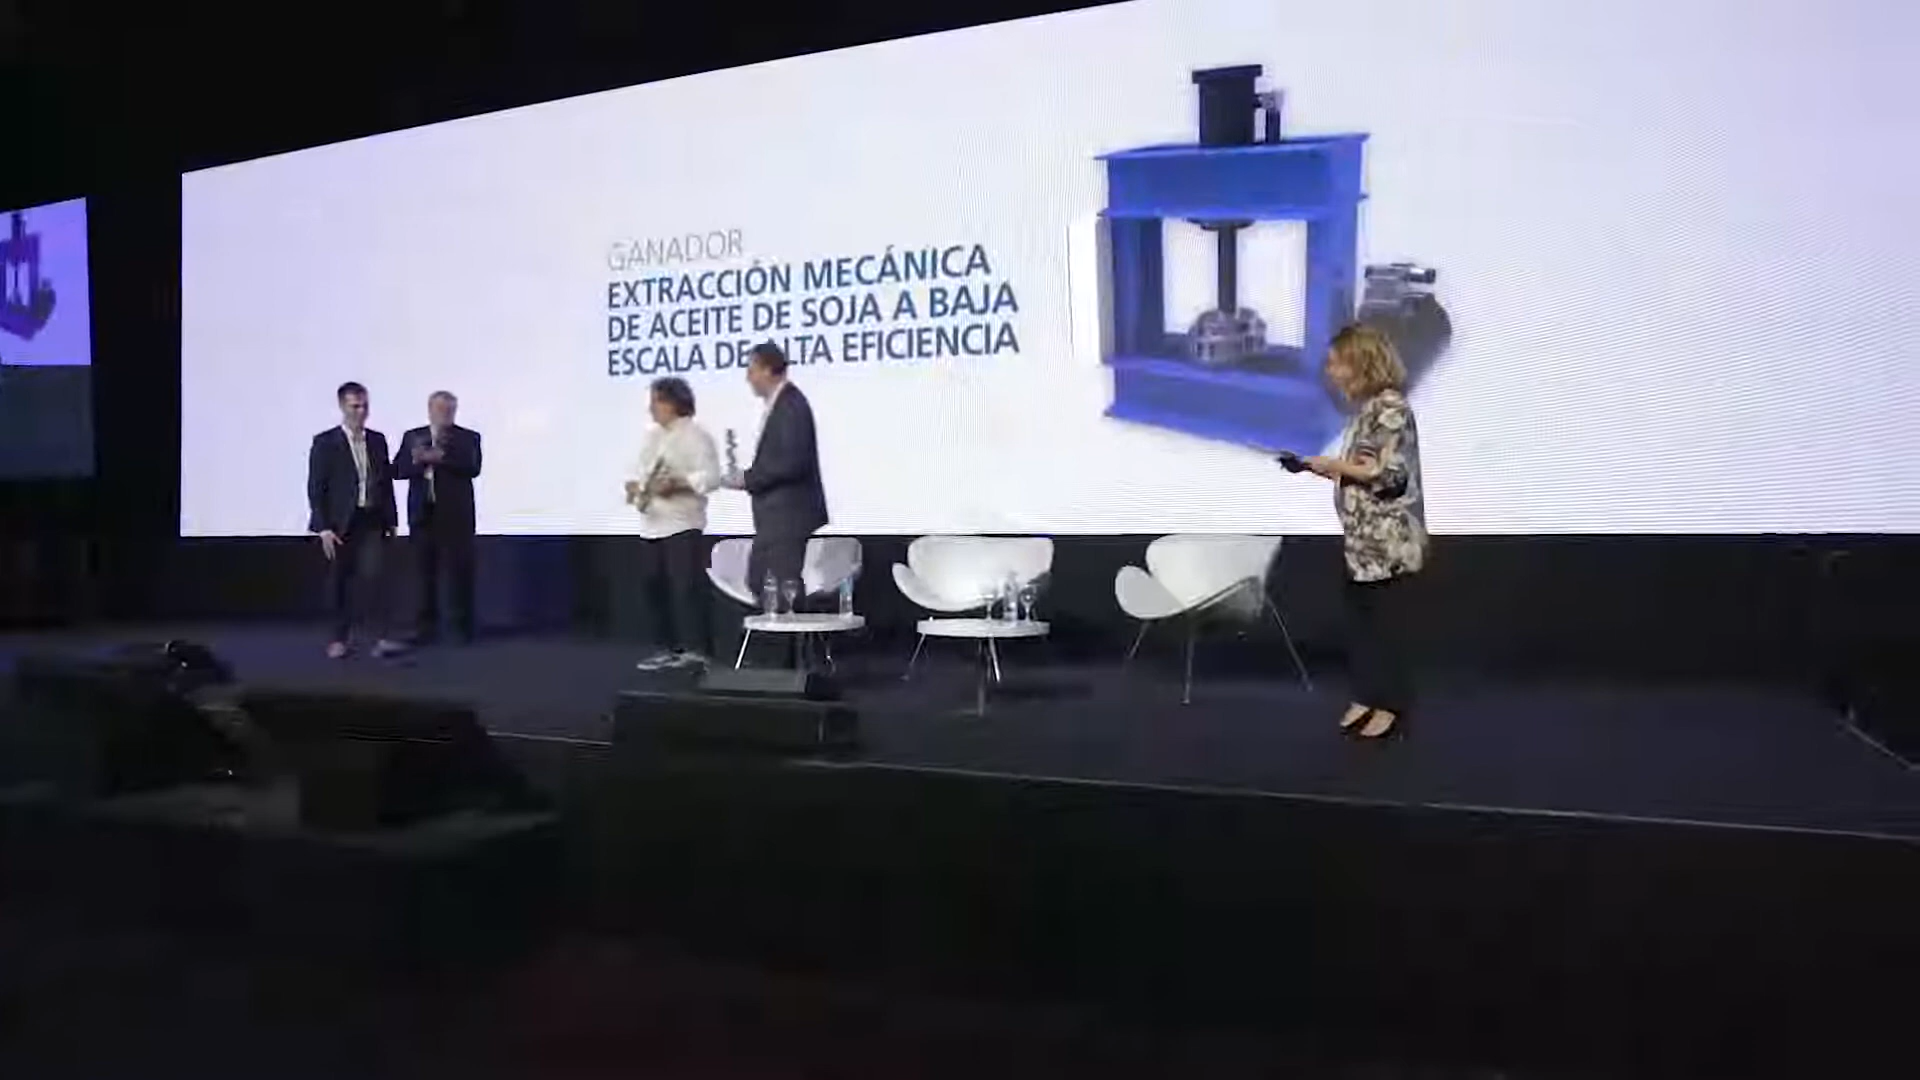 GANADOR
EXTRACCIÓN MECÁNICA
DE ACEITE DE SOJA A BAJA
ESCALA DE ALTA EFICIENCIA